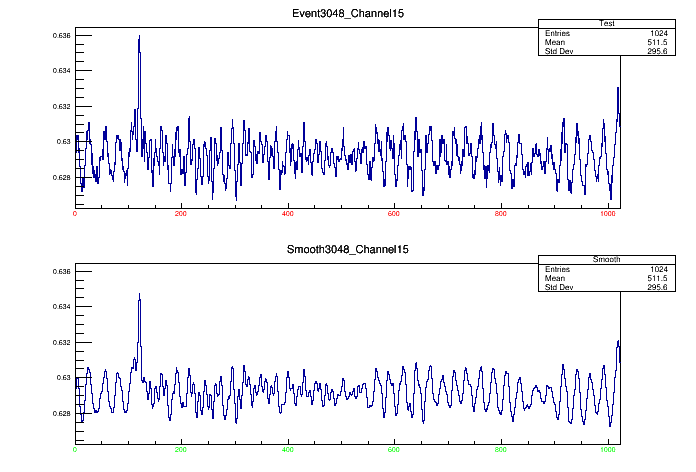 Event3048_Channel15
Test
Entries 1024
Mean 511.5
Std Dev 295.6
0.636
0.634
0.632
0.63
0.628
0 200 400 600 800 1000
Smooth3048_Channel15
Smooth
Entries 1024
Mean 511.5
Std Dev 295.6
0.636
0.634
0.632
0.63
0.628
0 200 400 600 800 1000